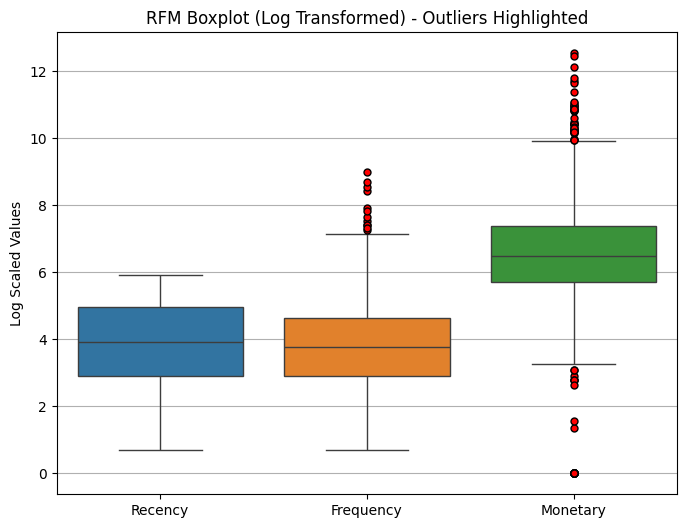 RFM Boxplot (Log Transformed) - Outliers Highlighted
12
10
8
6
4
2
0
Log Scaled Values
Recency Frequency Monetary